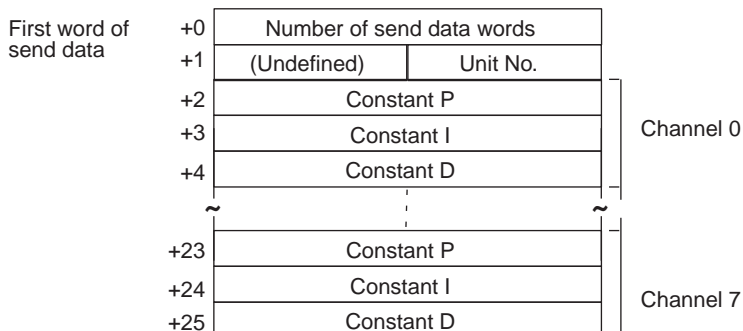 First word of
send data
+0 Number of send data words
+1 (Undefined) Unit No.
+2 Constant P
+3 Constant I
+4 Constant D
Channel 0
~ ~
+23 Constant P
+24 Constant I
+25 Constant D
Channel 7